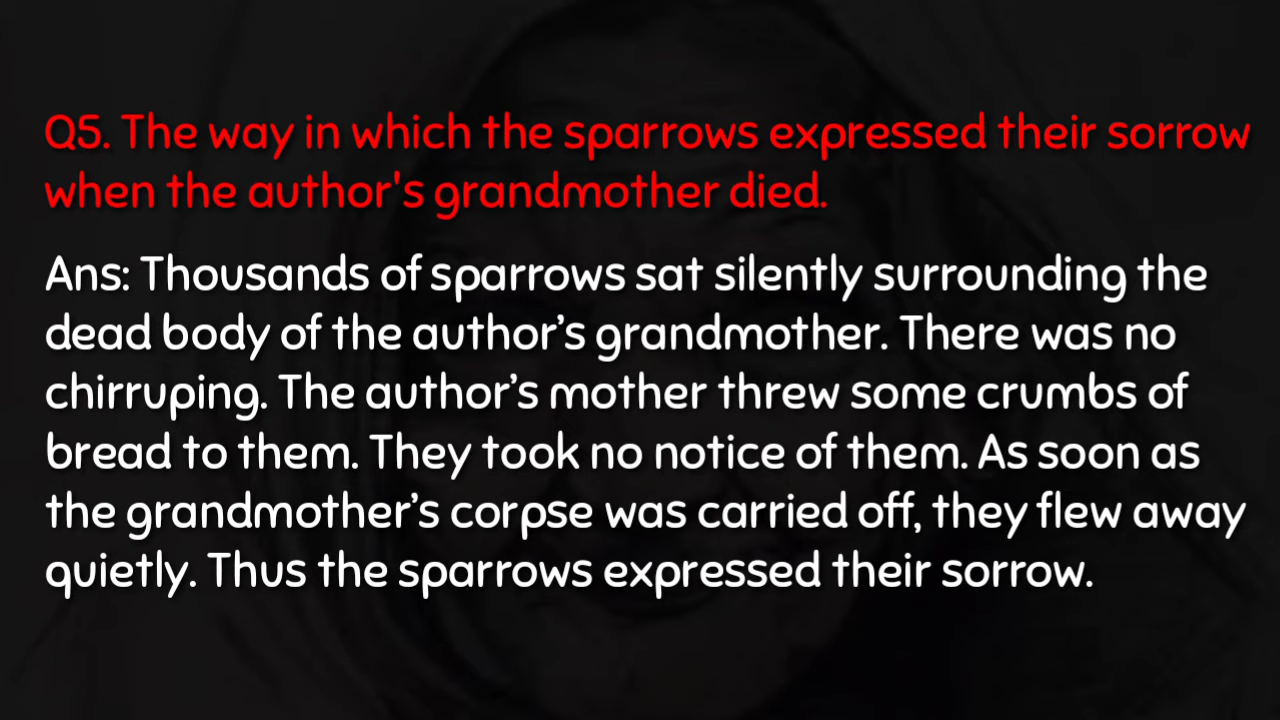 Q5. The way in which the sparrows expressed their sorrow
when the author's grandmother died.
Ans: Thousands of sparrows sat silently surrounding the
dead body of the author’s grandmother. There was no
chirruping. The author’s mother threw some crumbs of
bread to them. They took no notice of them. As soon as
the grandmother’s corpse was carried off, they flew away
quietly. Thus the sparrows expressed their sorrow.